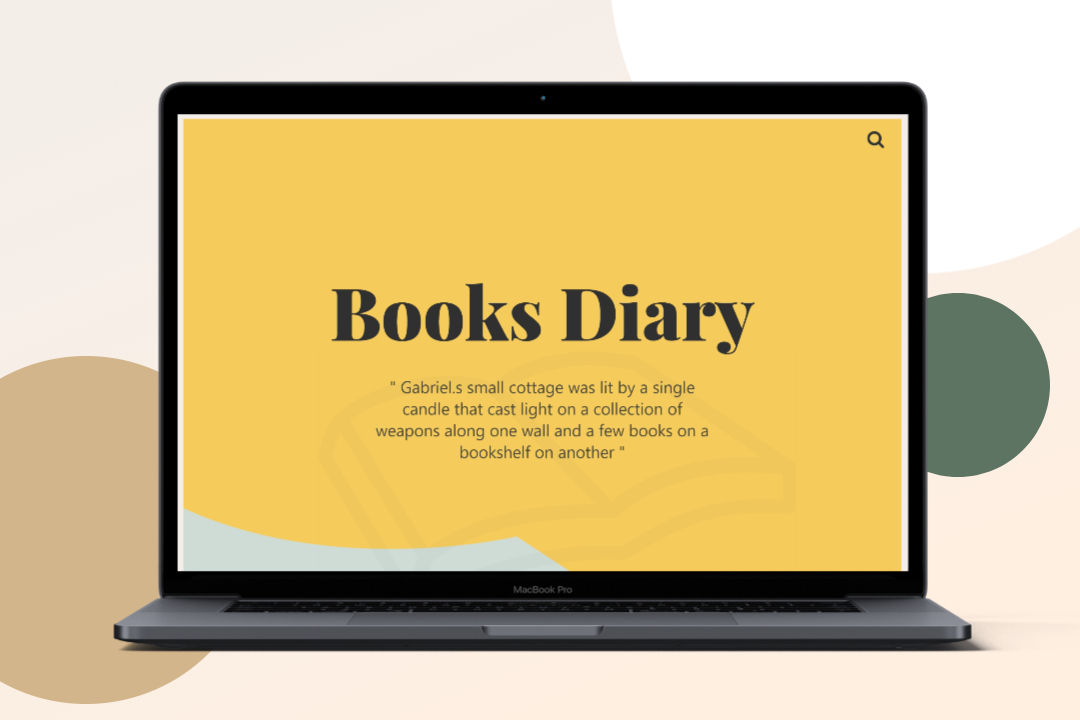 Books Diary
" Gabriel.s small cottage was lit by a single
candle that cast light on a collection of
weapons along one wall and a few books on a
bookshelf on another "
MacBook Pro